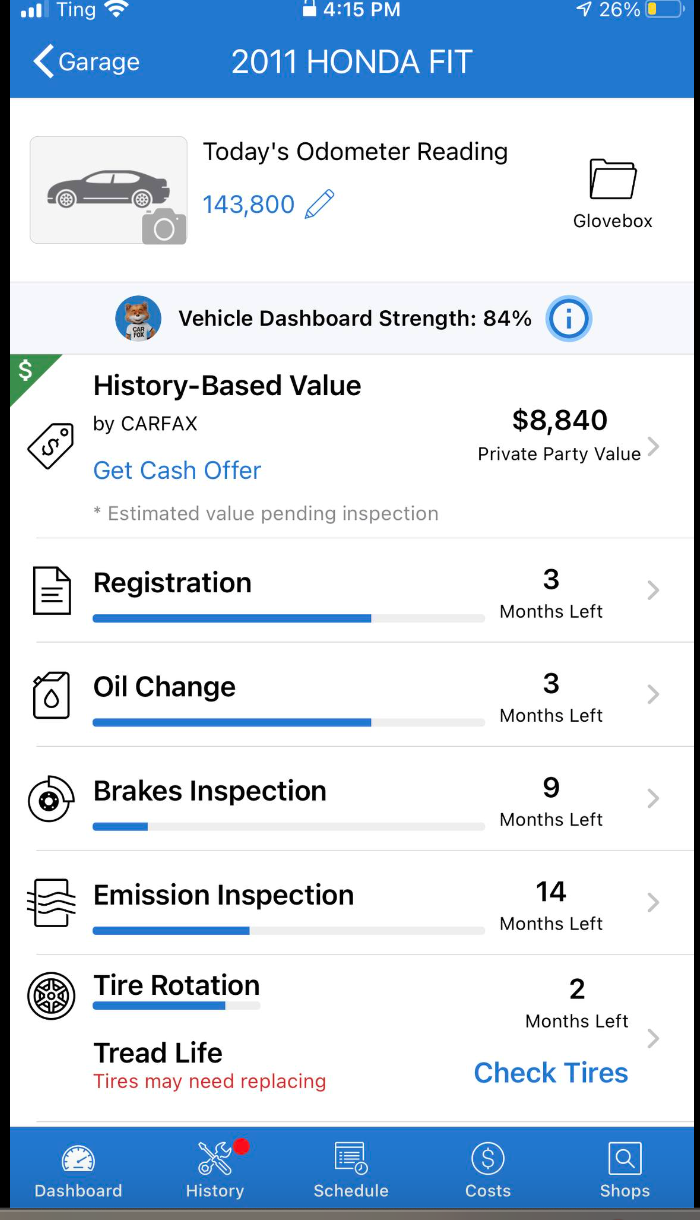 Ting 4:15 PM 26%
Garage 2011 HONDA FIT
Today's Odometer Reading
143,800
Glovebox
CAR
FOX
Vehicle Dashboard Strength: 84%
$
History-Based Value
by CARFAX
$8,840
Private Party Value
Get Cash Offer
* Estimated value pending inspection
Registration
3
Months Left
Oil Change
3
Months Left
Brakes Inspection
9
Months Left
Emission Inspection
14
Months Left
Tire Rotation
2
Months Left
Tread Life
Tires may need replacing
Check Tires
Dashboard History Schedule Costs Shops